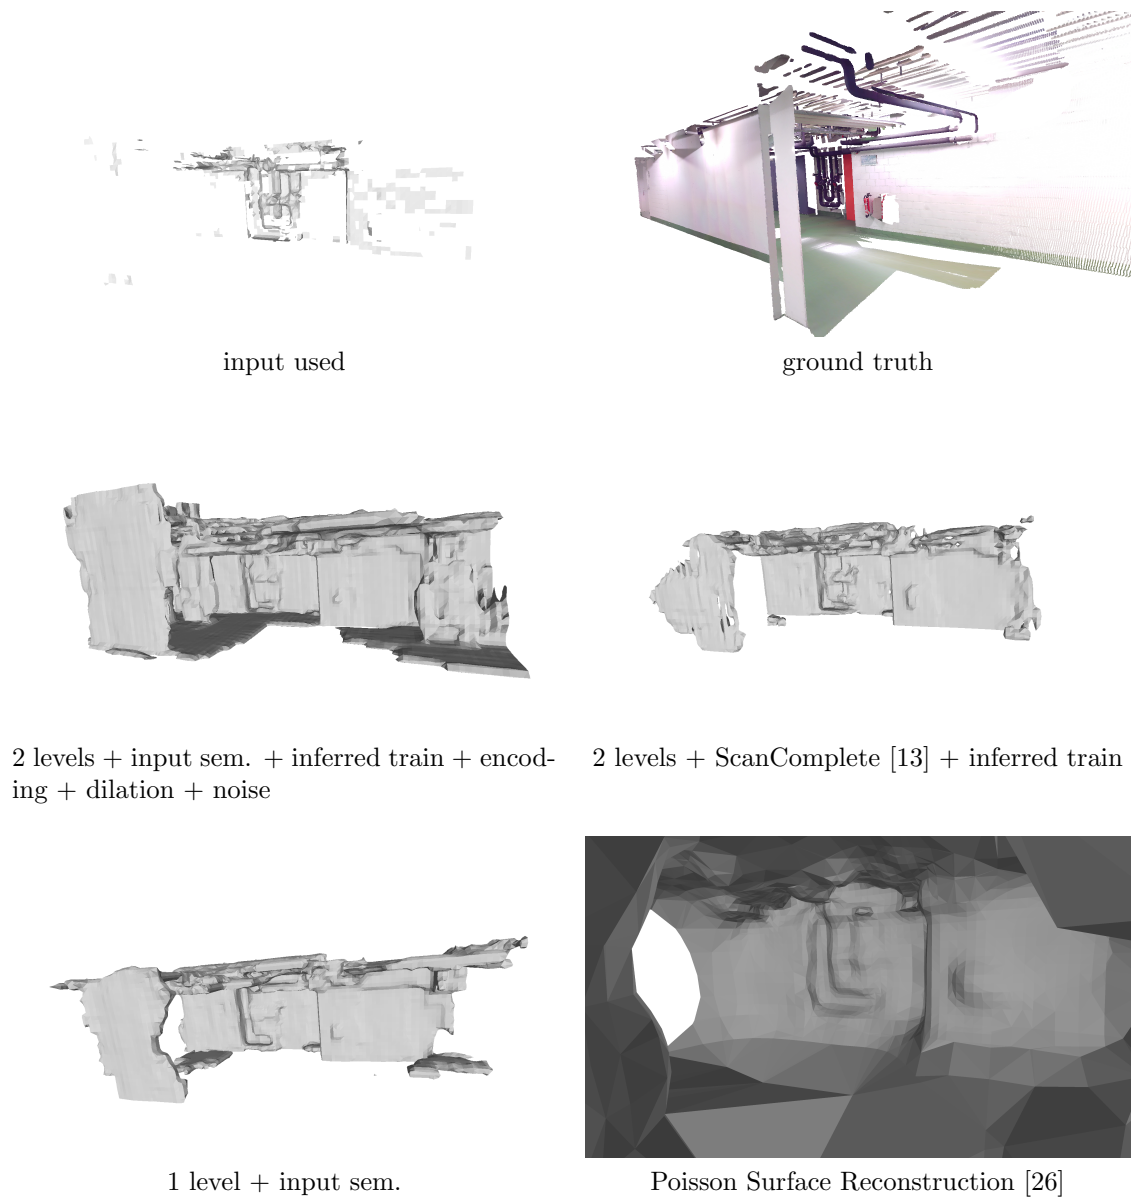 input used
ground truth
2 levels + input sem. + inferred train + encod-
ing + dilation + noise
2 levels + ScanComplete [13] + inferred train
1 level + input sem.
Poisson Surface Reconstruction [26]